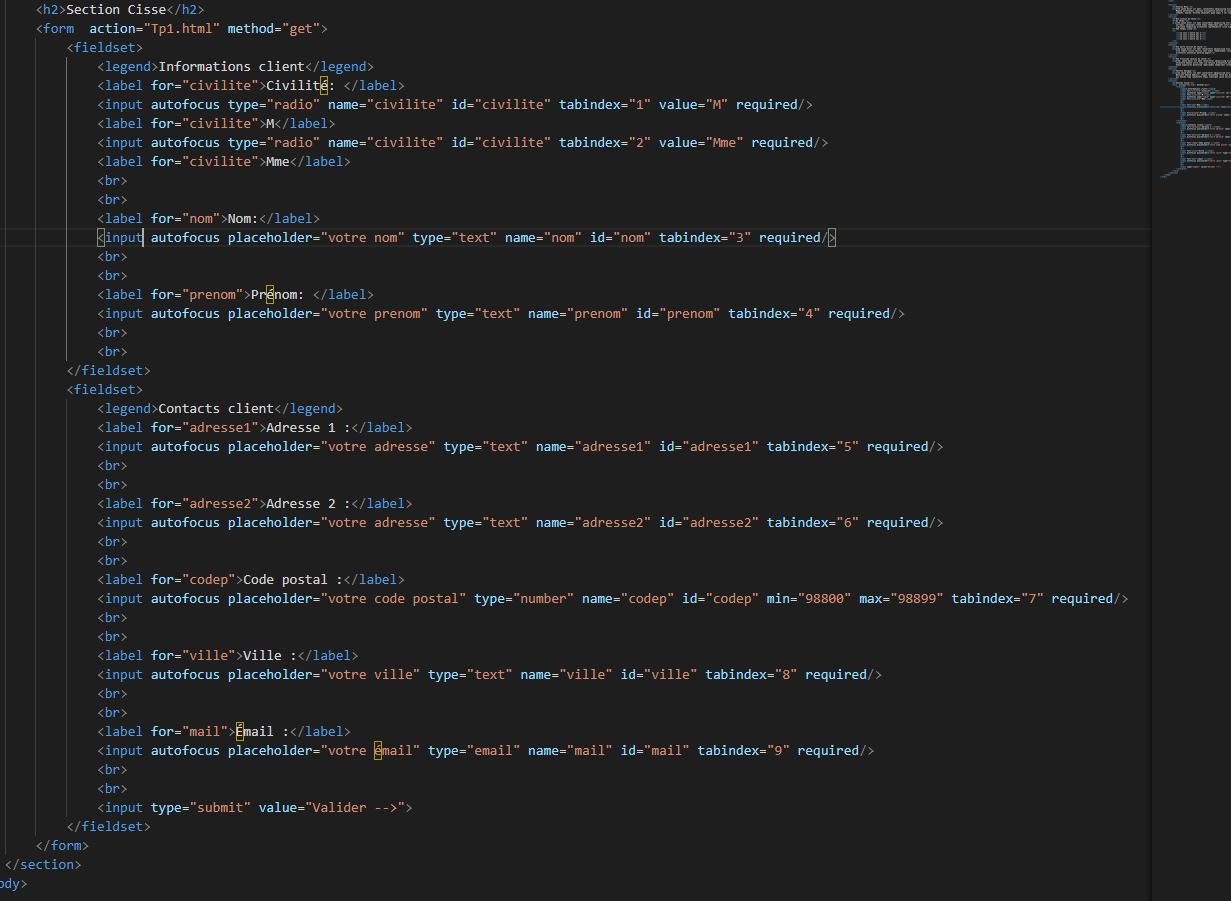 <h2>Section Cisse</h2>
<form  action="Tp1.html" method="get">
<fieldset>
<legend>Informations client</legend>
<label for="civilite">Civilité: </label>
<input autofocus type="radio" name="civilite" id="civilite" tabindex="1" value="M" required/>
<label for="civilite">M</label>
<input autofocus type="radio" name="civilite" id="civilite" tabindex="2" value="Mme" required/>
<label for="civilite">Mme</label>
<br>
<br>
<label for="nom">Nom:</label>
<input autofocus placeholder="votre nom" type="text" name="nom" id="nom" tabindex="3" required/>
<br>
<br>
<label for="prenom">Prénom: </label>
<input autofocus placeholder="votre prenom" type="text" name="prenom" id="prenom" tabindex="4" required/>
<br>
<br>
</fieldset>
<fieldset>
<legend>Contacts client</legend>
<label for="adresse1">Adresse 1 :</label>
<input autofocus placeholder="votre adresse" type="text" name="adresse1" id="adresse1" tabindex="5" required/>
<br>
<br>
<label for="adresse2">Adresse 2 :</label>
<input autofocus placeholder="votre adresse" type="text" name="adresse2" id="adresse2" tabindex="6" required/>
<br>
<br>
<label for="codep">Code postal :</label>
<input autofocus placeholder="votre code postal" type="number" name="codep" id="codep" min="98800" max="98899" tabindex="7" required/>
<br>
<br>
<label for="ville">Ville :</label>
<input autofocus placeholder="votre ville" type="text" name="ville" id="ville" tabindex="8" required/>
<br>
<br>
<label for="mail">Émail :</label>
<input autofocus placeholder="votre émail" type="email" name="mail" id="mail" tabindex="9" required/>
<br>
<br>
<input type="submit" value="Valider -->">
</fieldset>
</form>
</section>
ody>